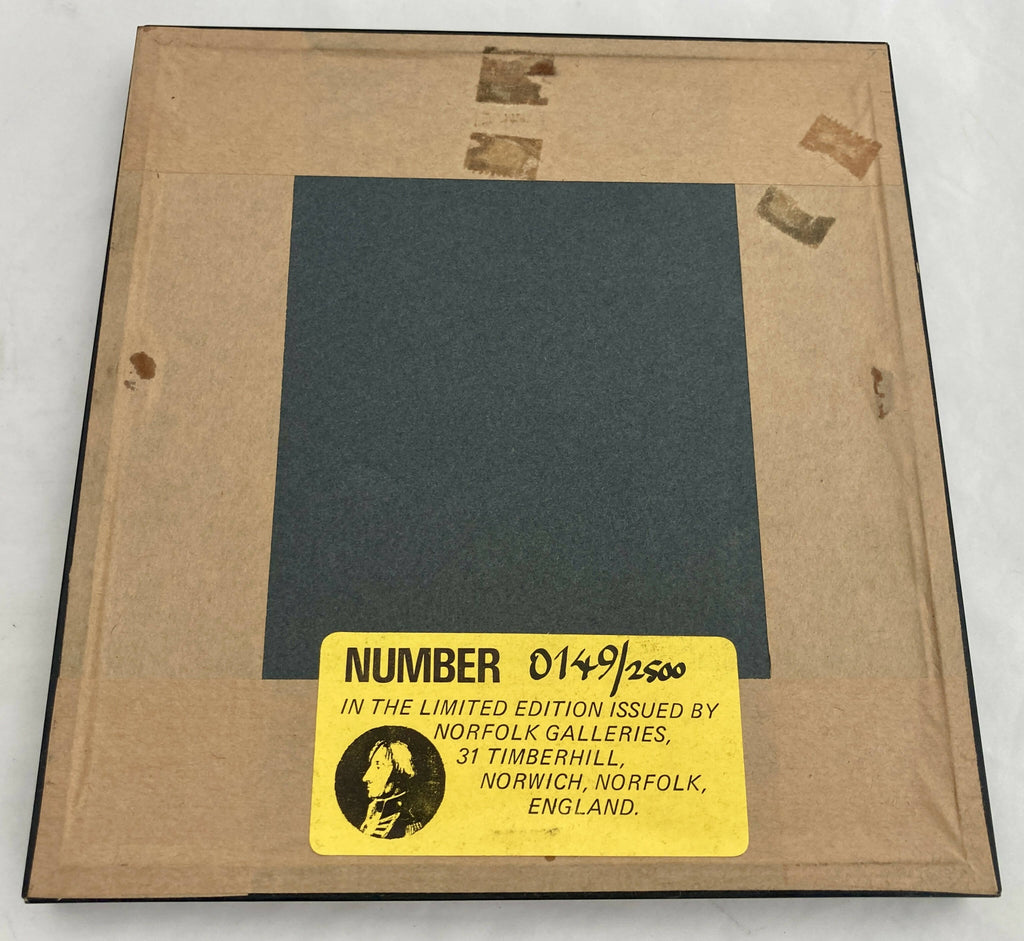 NUMBER 0149/2500
IN THE LIMITED EDITION ISSUED BY
NORFOLK GALLERIES,
31 TIMBERHILL,
NORWICH, NORFOLK,
ENGLAND.